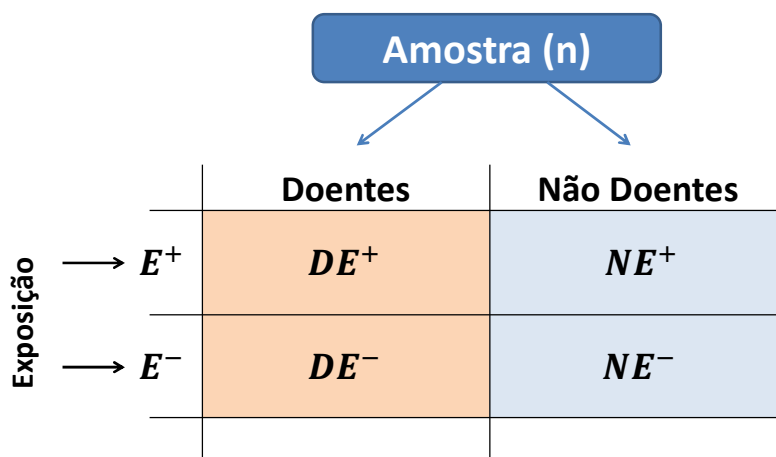 Amostra (n)
Doentes Não Doentes
Exposição
E⁺ DE⁺ NE⁺
E⁻ DE⁻ NE⁻